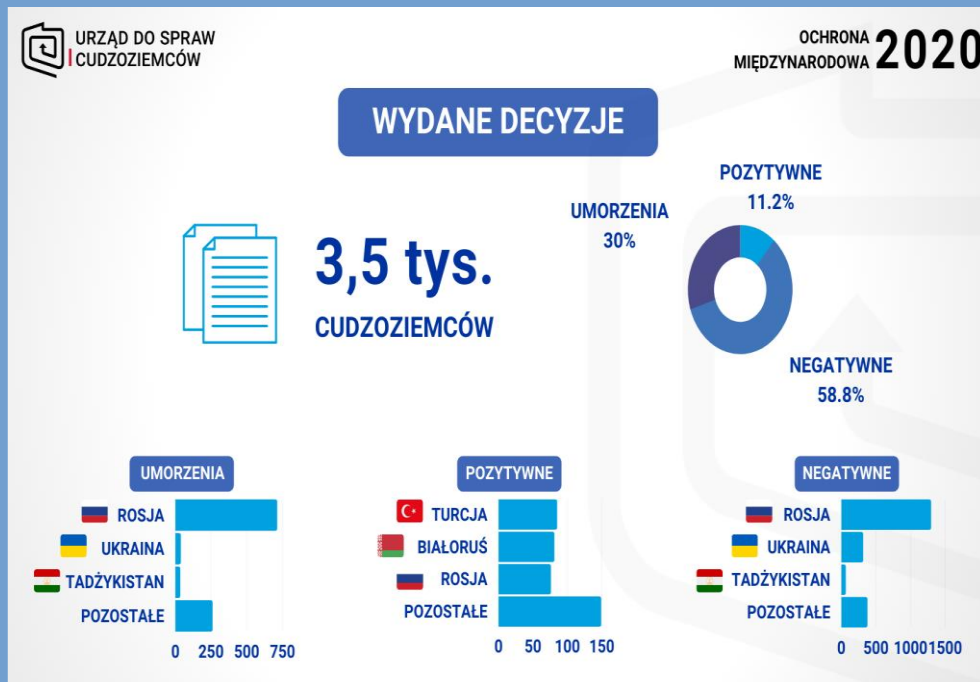 URZĄD DO SPRAW
CUDZOZIEMCÓW
OCHRONA
MIĘDZYNARODOWA 2020
WYDANE DECYZJE
3,5 tys.
CUDZOZIEMCÓW
POZYTYWNE
11.2%
UMORZENIA
30%
NEGATYWNE
58.8%
UMORZENIA
ROSJA
UKRAINA
TADŻYKISTAN
POZOSTAŁE
0 250 500 750
POZYTYWNE
TURCJA
BIAŁORUŚ
ROSJA
POZOSTAŁE
0 50 100 150
NEGATYWNE
ROSJA
UKRAINA
TADŻYKISTAN
POZOSTAŁE
0 500 1000 1500